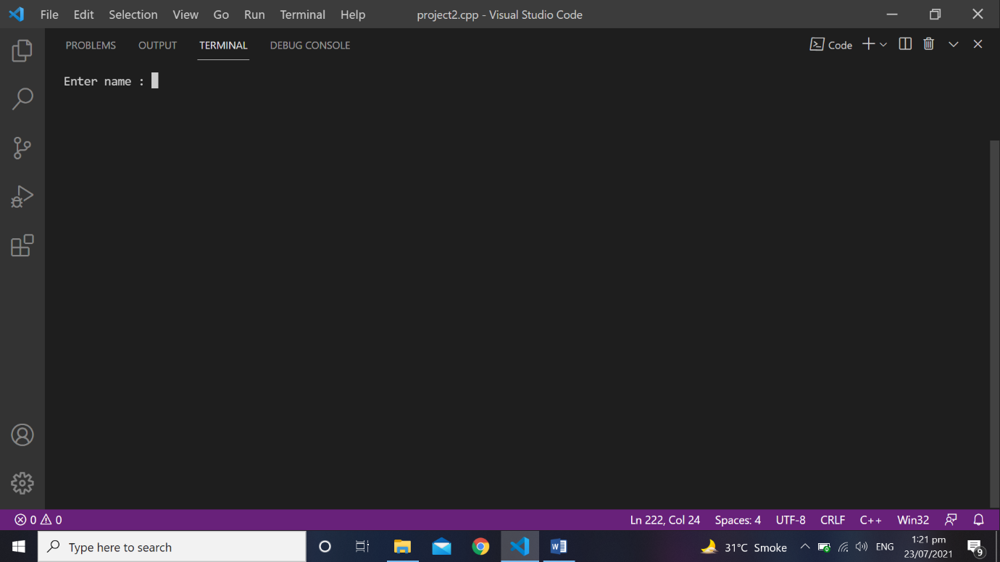 File Edit Selection View Go Run Terminal Help project2.cpp - Visual Studio Code
PROBLEMS OUTPUT TERMINAL DEBUG CONSOLE Code
Enter name :
0 0 Ln 222, Col 24 Spaces: 4 UTF-8 CRLF C++ Win32
Type here to search 31°C Smoke ENG 1:21 pm
23/07/2021 9